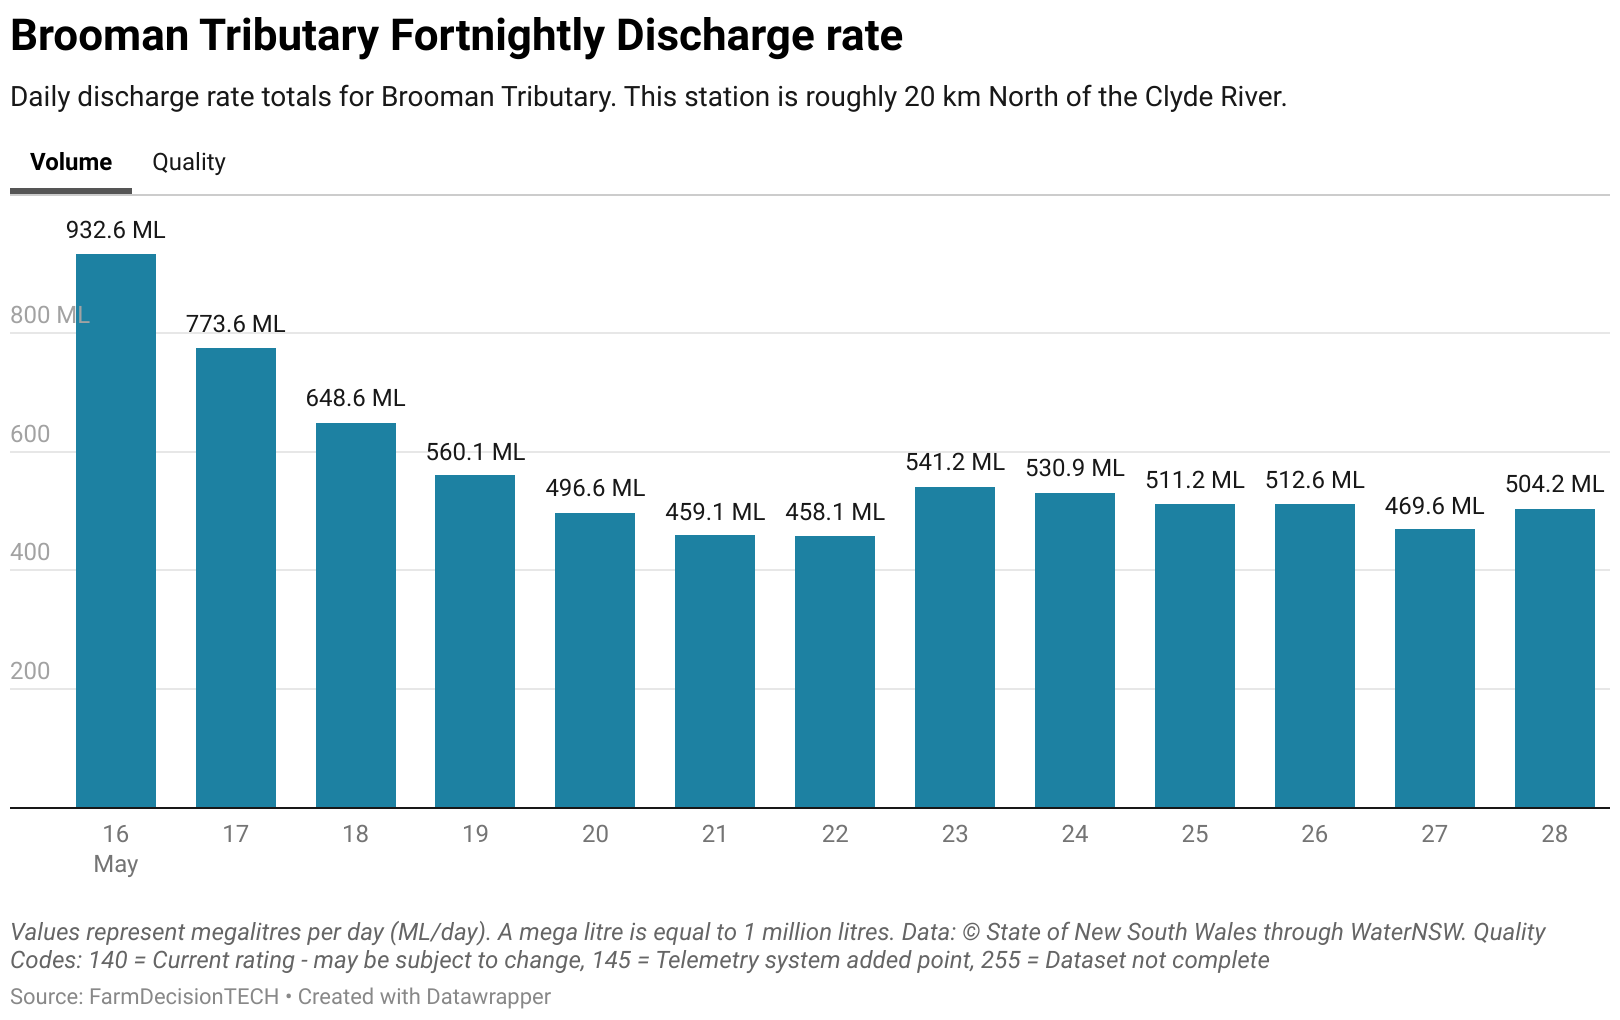 Brooman Tributary Fortnightly Discharge rate
Daily discharge rate totals for Brooman Tributary. This station is roughly 20 km North of the Clyde River.
Volume Quality
932.6 ML
800 ML
773.6 ML
648.6 ML
600
560.1 ML
541.2 ML
530.9 ML
511.2 ML
512.6 ML
504.2 ML
496.6 ML
469.6 ML
459.1 ML
458.1 ML
400
200
16 17 18 19 20 21 22 23 24 25 26 27 28
May
Values represent megalitres per day (ML/day). A mega litre is equal to 1 million litres. Data: © State of New South Wales through WaterNSW. Quality
Codes: 140 = Current rating - may be subject to change, 145 = Telemetry system added point, 255 = Dataset not complete
Source: FarmDecisionTECH • Created with Datawrapper